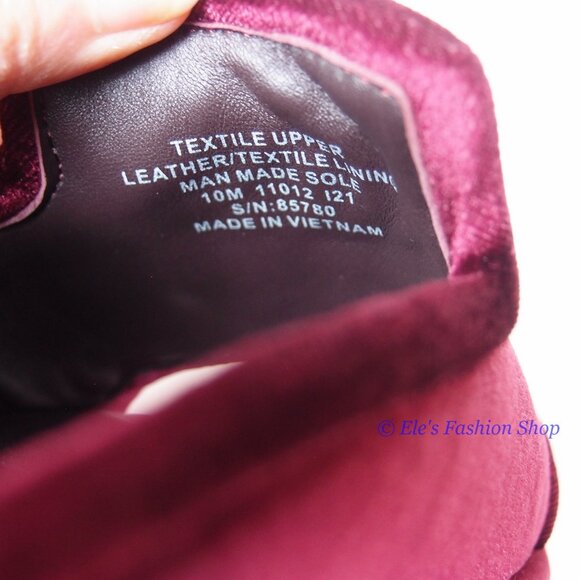 TEXTILE UPPER
LEATHER/TEXTILE LINING
MAN MADE SOLE
10M 11012 I21
S/N:85780
MADE IN VIETNAM
© Ele's Fashion Shop